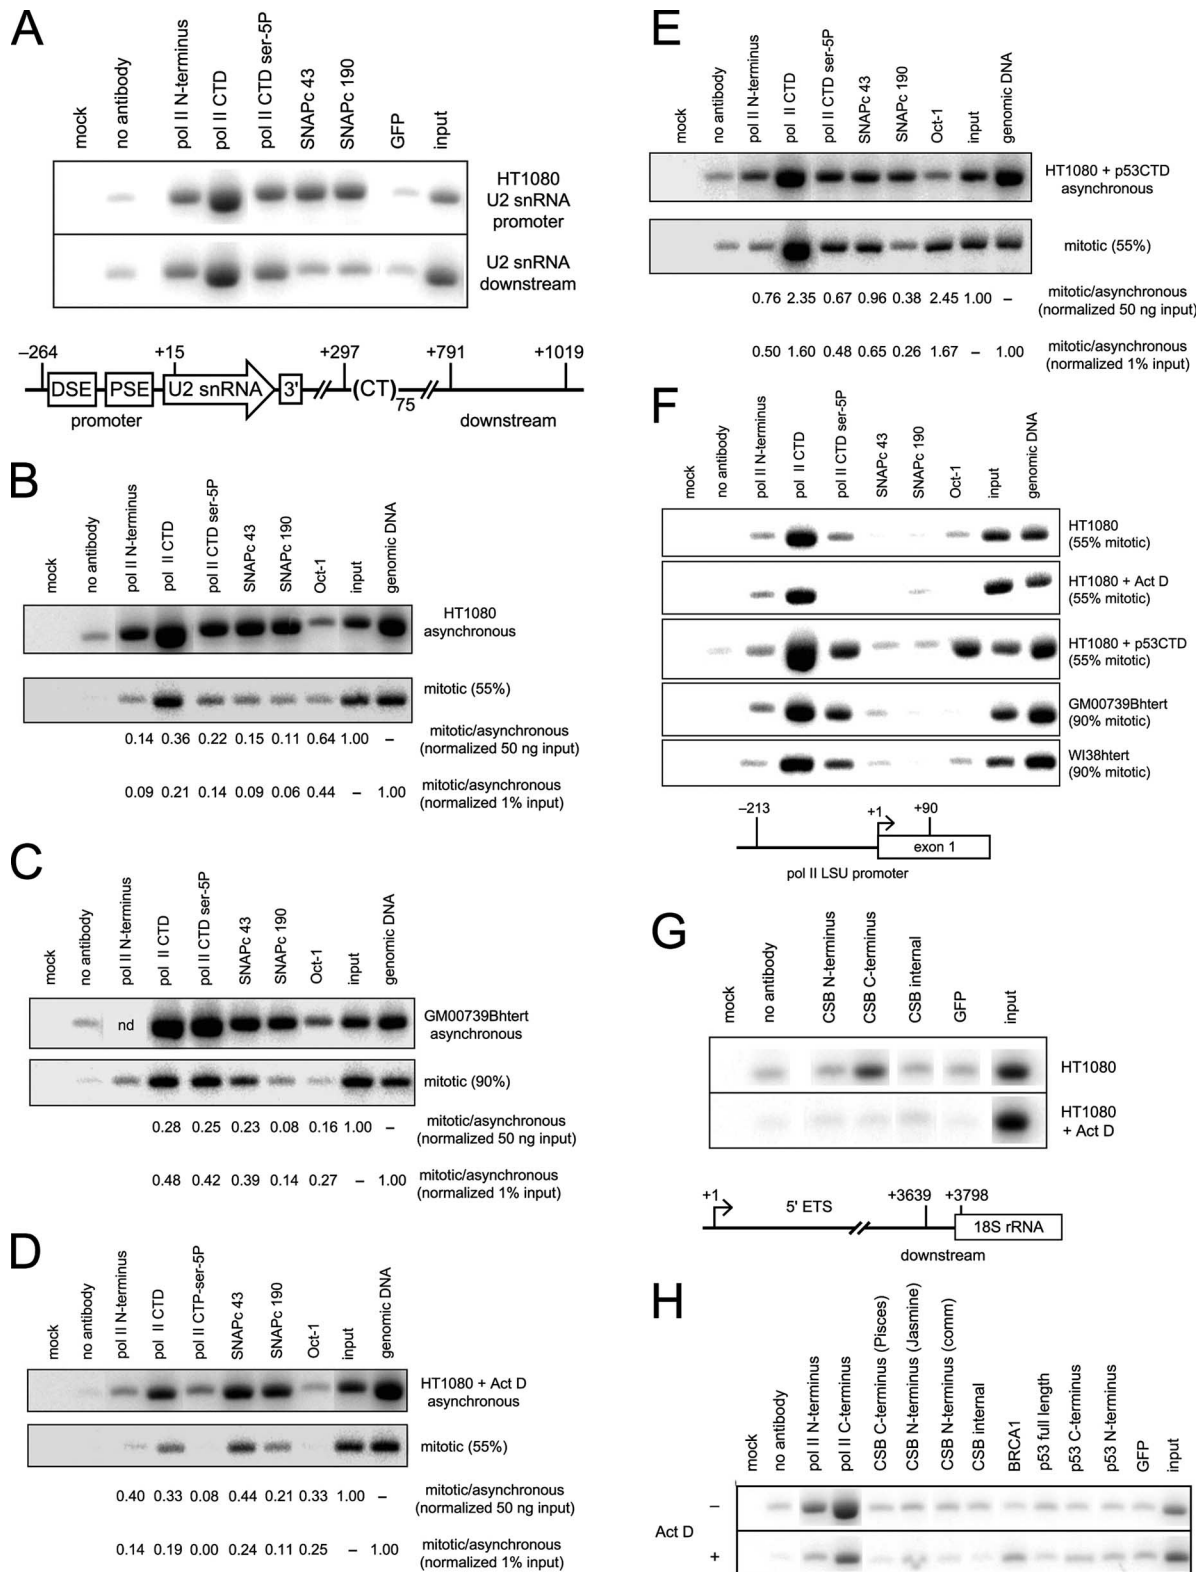 A
mock
no antibody
pol II N-terminus
pol II CTD
pol II CTD ser-5P
SNAPc 43
SNAPc 190
GFP
input
HT1080
U2 snRNA
promoter
U2 snRNA
downstream
–264
+15
+297
+791
+1019
DSE
PSE
U2 snRNA
3'
(CT)75
promoter
downstream
B
mock
no antibody
pol II N-terminus
pol II CTD
pol II CTD ser-5P
SNAPc 43
SNAPc 190
Oct-1
input
genomic DNA
HT1080
asynchronous
mitotic (55%)
0.14 0.36 0.22 0.15 0.11 0.64 1.00 –
mitotic/asynchronous
(normalized 50 ng input)
0.09 0.21 0.14 0.09 0.06 0.44 – 1.00
mitotic/asynchronous
(normalized 1% input)
C
mock
no antibody
pol II N-terminus
pol II CTD
pol II CTD ser-5P
SNAPc 43
SNAPc 190
Oct-1
input
genomic DNA
nd
GM00739Bhtert
asynchronous
mitotic (90%)
0.28 0.25 0.23 0.08 0.16 1.00 –
mitotic/asynchronous
(normalized 50 ng input)
0.48 0.42 0.39 0.14 0.27 – 1.00
mitotic/asynchronous
(normalized 1% input)
D
mock
no antibody
pol II N-terminus
pol II CTD
pol II CTP-ser-5P
SNAPc 43
SNAPc 190
Oct-1
input
genomic DNA
HT1080 + Act D
asynchronous
mitotic (55%)
0.40 0.33 0.08 0.44 0.21 0.33 1.00 –
mitotic/asynchronous
(normalized 50 ng input)
0.14 0.19 0.00 0.24 0.11 0.25 – 1.00
mitotic/asynchronous
(normalized 1% input)
E
mock
no antibody
pol II N-terminus
pol II CTD
pol II CTD ser-5P
SNAPc 43
SNAPc 190
Oct-1
input
genomic DNA
HT1080 + p53CTD
asynchronous
mitotic (55%)
0.76 2.35 0.67 0.96 0.38 2.45 1.00 –
mitotic/asynchronous
(normalized 50 ng input)
0.50 1.60 0.48 0.65 0.26 1.67 – 1.00
mitotic/asynchronous
(normalized 1% input)
F
mock
no antibody
pol II N-terminus
pol II CTD
pol II CTD ser-5P
SNAPc 43
SNAPc 190
Oct-1
input
genomic DNA
HT1080
(55% mitotic)
HT1080 + Act D
(55% mitotic)
HT1080 + p53CTD
(55% mitotic)
GM00739Bhtert
(90% mitotic)
WI38htert
(90% mitotic)
–213
+1
+90
exon 1
pol II LSU promoter
G
mock
no antibody
CSB N-terminus
CSB C-terminus
CSB internal
GFP
input
HT1080
HT1080
+ Act D
+1
5' ETS
+3639
+3798
18S rRNA
downstream
H
mock
no antibody
pol II N-terminus
pol II C-terminus
CSB C-terminus (Pisces)
CSB N-terminus (Jasmine)
CSB N-terminus (comm)
CSB internal
BRCA1
p53 full length
p53 C-terminus
p53 N-terminus
GFP
input
–
Act D
+